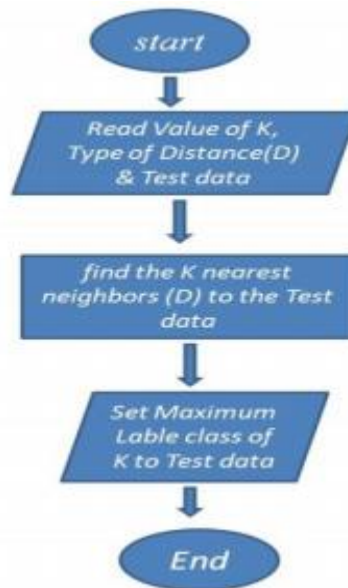 start
Read Value of K,
Type of Distance(D)
& Test data
find the K nearest
neighbors (D) to the Test
data
Set Maximum
Lable class of
K to Test data
End